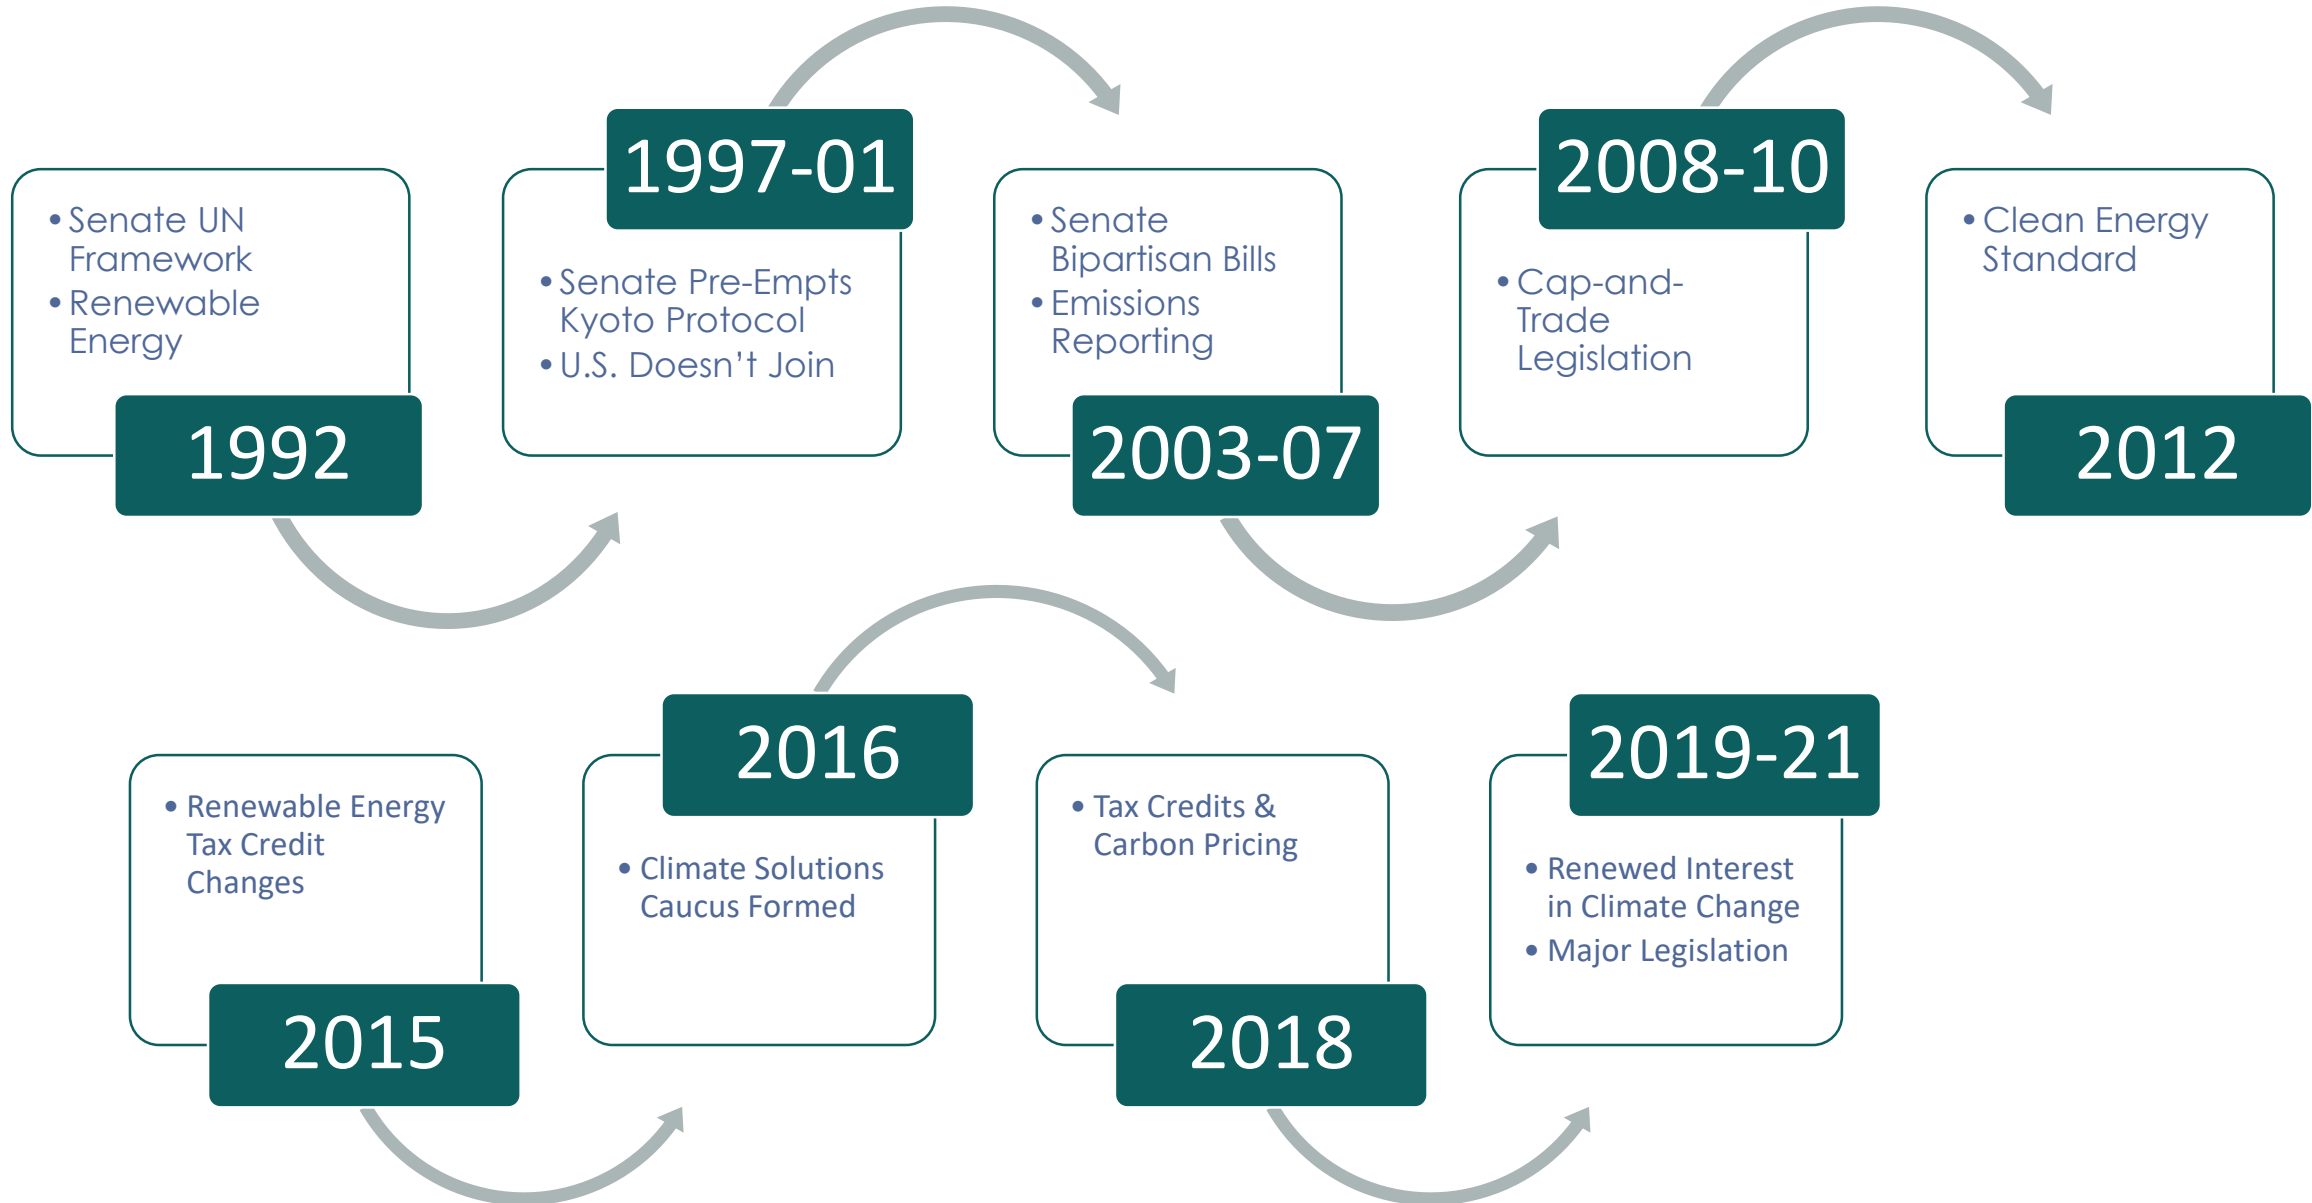 • Senate UN
Framework
• Renewable
Energy
1992
1997-01
• Senate Pre-Empts
Kyoto Protocol
• U.S. Doesn’t Join
• Senate
Bipartisan Bills
• Emissions
Reporting
2003-07
2008-10
• Cap-and-
Trade
Legislation
• Clean Energy
Standard
2012
• Renewable Energy
Tax Credit
Changes
2015
2016
• Climate Solutions
Caucus Formed
• Tax Credits &
Carbon Pricing
2018
2019-21
• Renewed Interest
in Climate Change
• Major Legislation